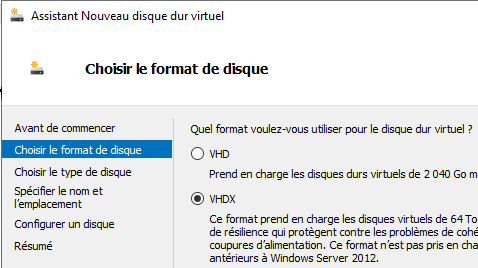 Assistant Nouveau disque dur virtuel
Choisir le format de disque
Avant de commencer
Choisir le format de disque
Choisir le type de disque
Spécifier le nom et
l'emplacement
Configurer un disque
Résumé
Quel format voulez-vous utiliser pour le disque dur virtuel ?
VHD
Prend en charge les disques durs virtuels de 2 040 Go m
VHDX
Ce format prend en charge les disques virtuels de 64 To
de résilience qui protègent contre les problèmes de cohé
coupures d'alimentation. Ce format n'est pas pris en cha
antérieurs à Windows Server 2012.